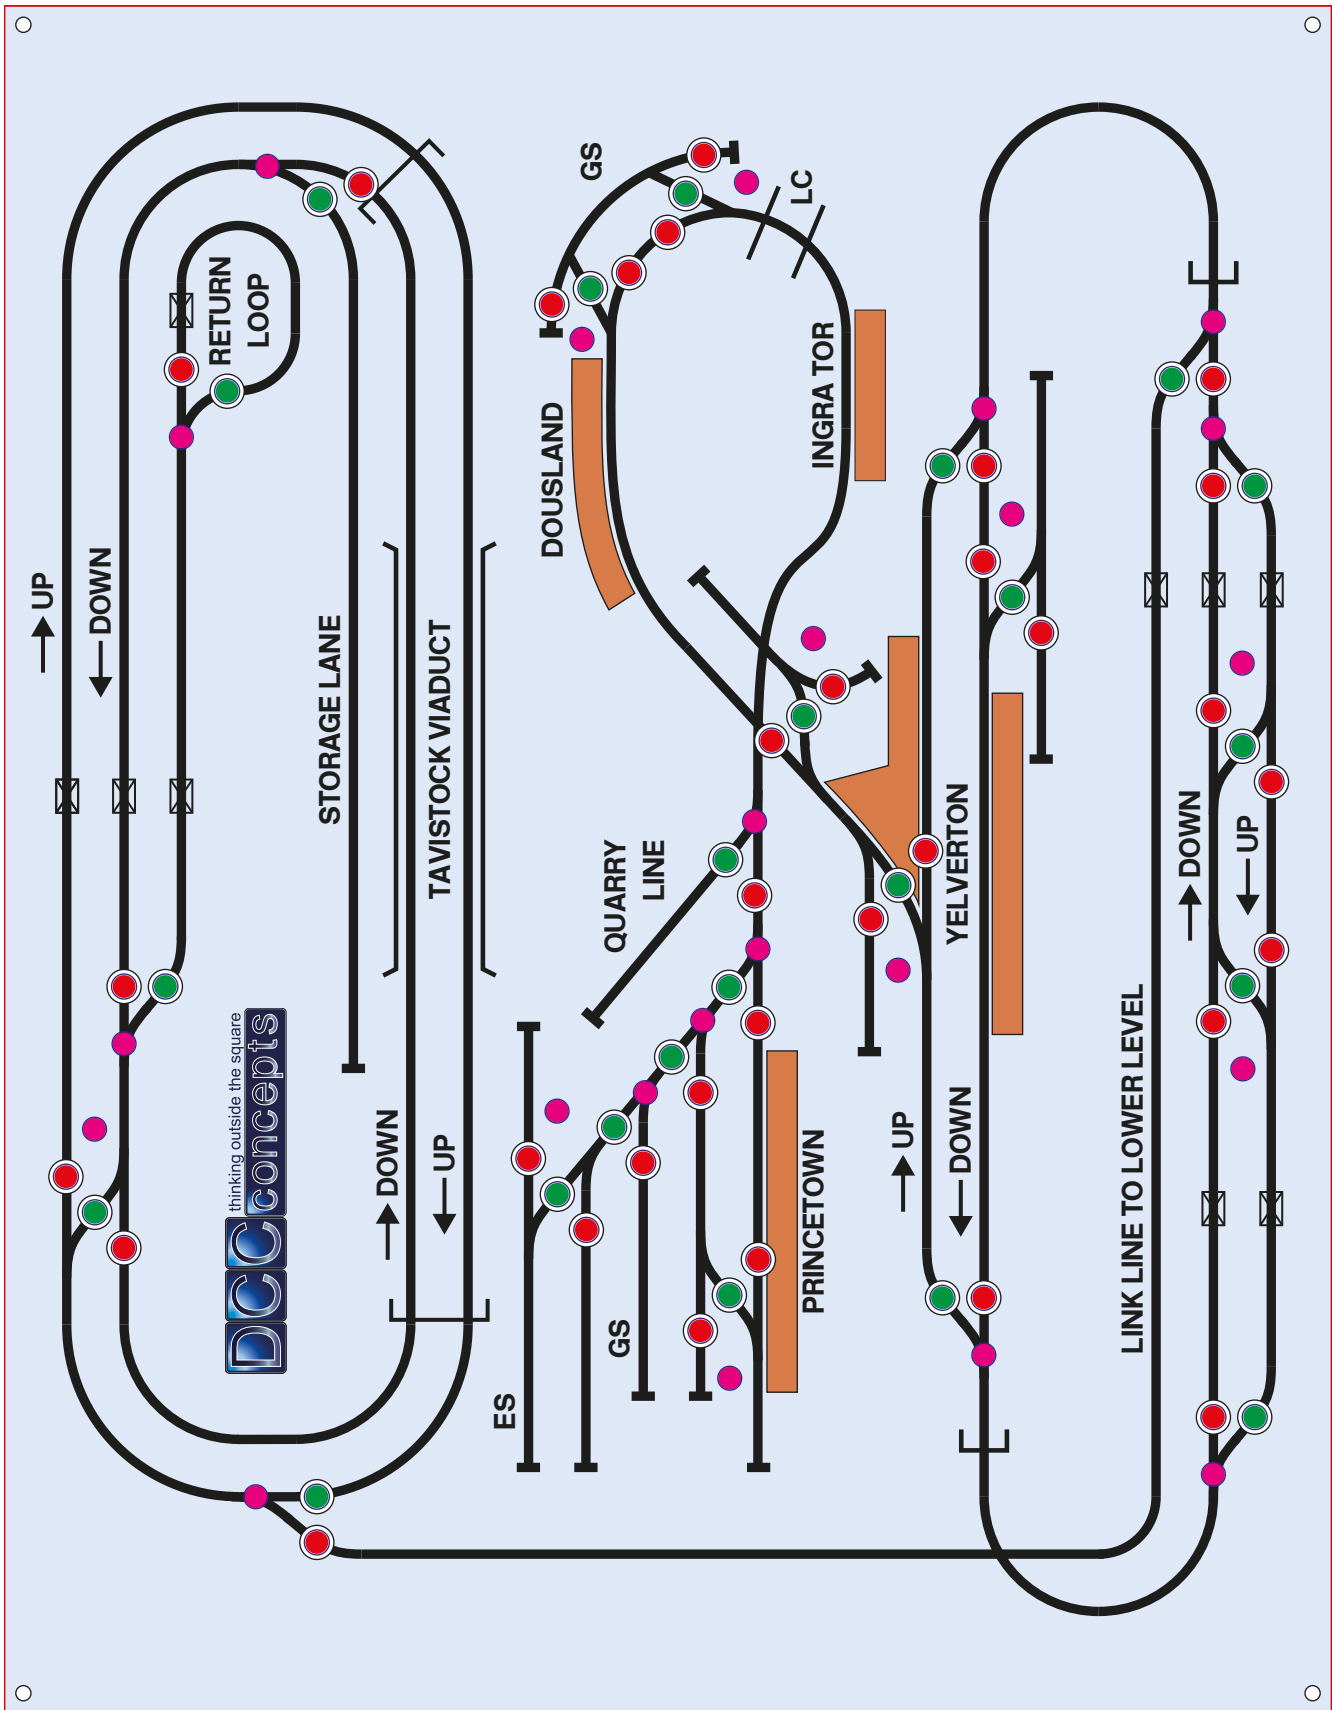 UP
DOWN
RETURN
LOOP
STORAGE LANE
TAVISTOCK VIADUCT
thinking outside the square
DCC concepts
DOWN
UP
GS
LC
DOUSLAND
INGRA TOR
QUARRY
LINE
YELVERTON
ES
GS
PRINCETOWN
UP
DOWN
DOWN
UP
LINK LINE TO LOWER LEVEL